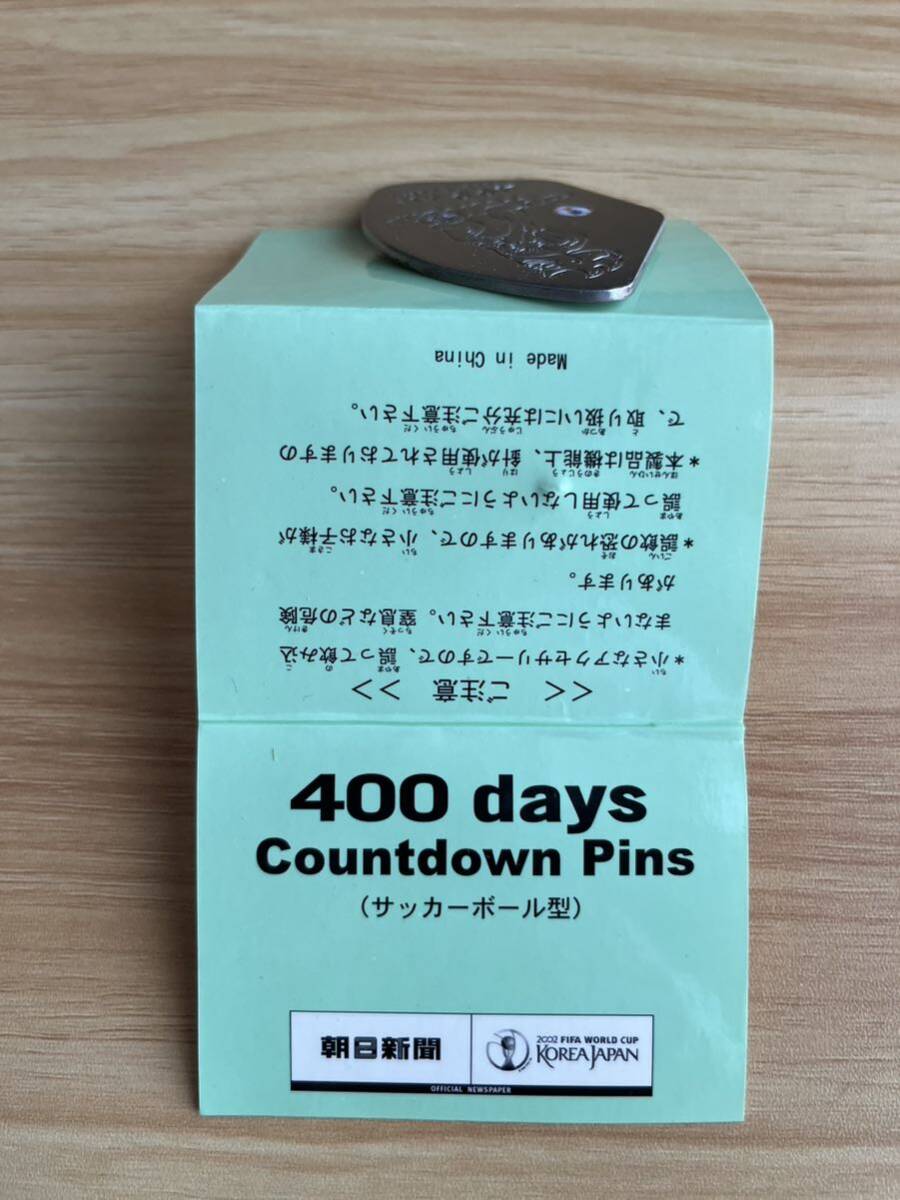 << ご注意 >>
*小さなアクセサリーですので、誤って飲み込
まないようにご注意下さい。窒息などの危険
があります。
*誤飲の恐れがありますので、小さなお子様が
誤って使用しないようにご注意下さい。
*本製品は機能上、針が使用されておりますの
で、取り扱いには充分ご注意下さい。
Made in China
400 days
Countdown Pins
(サッカーボール型)
朝日新聞
2002 FIFA WORLD CUP
KOREAJAPAN
OFFICIAL NEWSPAPER